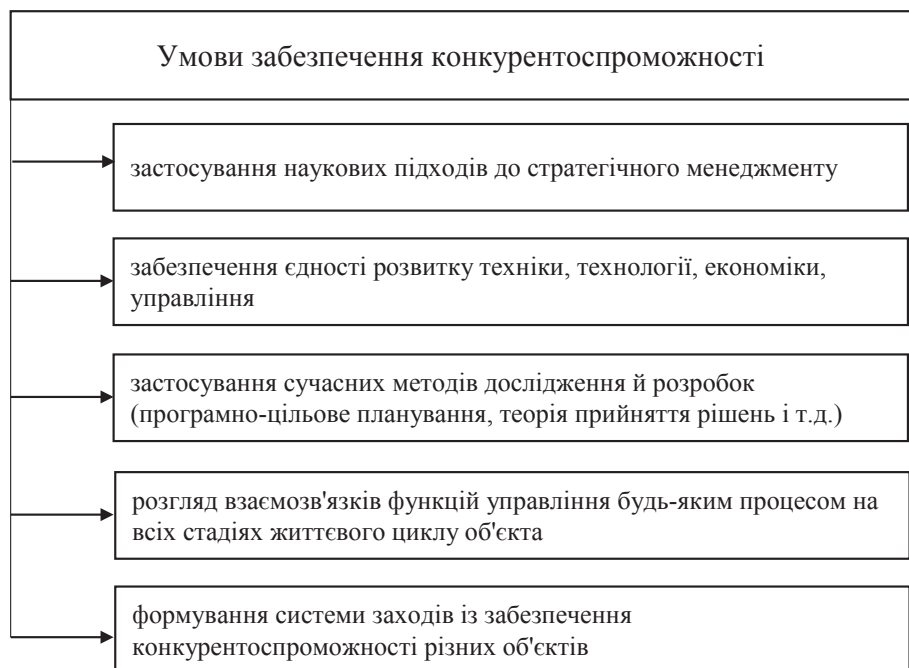 Умови забезпечення конкурентоспроможності
застосування наукових підходів до стратегічного менеджменту
забезпечення єдності розвитку техніки, технології, економіки,
управління
застосування сучасних методів дослідження й розробок
(програмно-цільове планування, теорія прийняття рішень і т.д.)
розгляд взаємозв'язків функцій управління будь-яким процесом на
всіх стадіях життєвого циклу об'єкта
формування системи заходів із забезпечення
конкурентоспроможності різних об'єктів